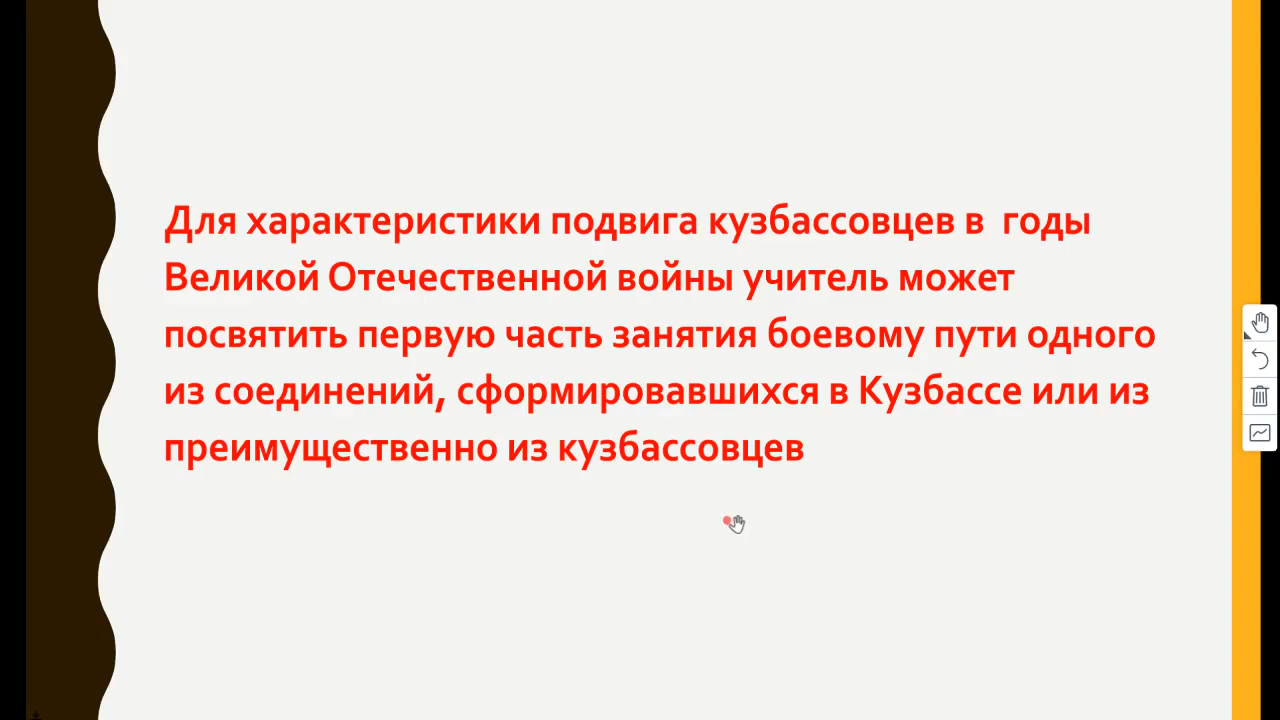 Для характеристики подвига кузбассовцев в годы
Великой Отечественной войны учитель может
посвятить первую часть занятия боевому пути одного
из соединений, сформировавшихся в Кузбассе или из
преимущественно из кузбассовцев